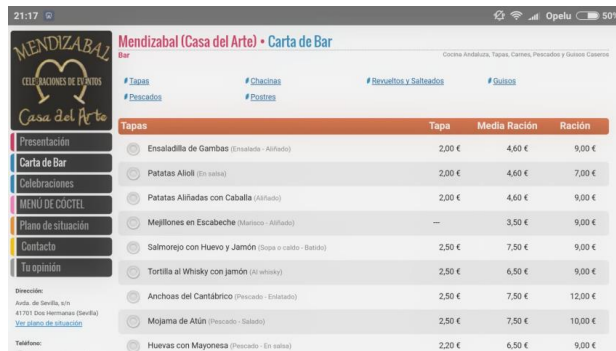 21:17 Opelu 50%
MENDIZABAL
CELEBRACIONES DE EVENTOS
Casa del Arte
Presentación
Carta de Bar
Celebraciones
MENÚ DE CÓCTEL
Plano de situación
Contacto
Tu opinión
Dirección:
Avda. de Sevilla, s/n
41701 Dos Hermanas (Sevilla)
Ver plano de situación
Teléfono:
Mendizabal (Casa del Arte) • Carta de Bar
Bar Cocina Andaluza, Tapas, Carnes, Pescados y Guisos Caseros
# Tapas # Chacinas # Revueltos y Salteados # Guisos
# Pescados # Postres
Tapas Tapa Media Ración Ración
Ensaladilla de Gambas (Ensalada - Aliñado) 2,00 € 4,60 € 9,00 €
Patatas Alioli (En salsa) 2,00 € 4,60 € 7,00 €
Patatas Aliñadas con Caballa (Aliñado) 2,00 € 4,60 € 9,00 €
Mejillones en Escabeche (Marisco - Aliñado) — 3,50 € 9,00 €
Salmorejo con Huevo y Jamón (Sopa o caldo - Batido) 2,50 € 7,50 € 9,00 €
Tortilla al Whisky con jamón (Al whisky) 2,50 € 6,50 € 9,00 €
Anchoas del Cantábrico (Pescado - Enlatado) 2,50 € 7,50 € 12,00 €
Mojama de Atún (Pescado - Salado) 2,50 € 7,50 € 10,00 €
Huevas con Mayonesa (Pescado - En salsa) 2,20 € 6,50 € 9,00 €